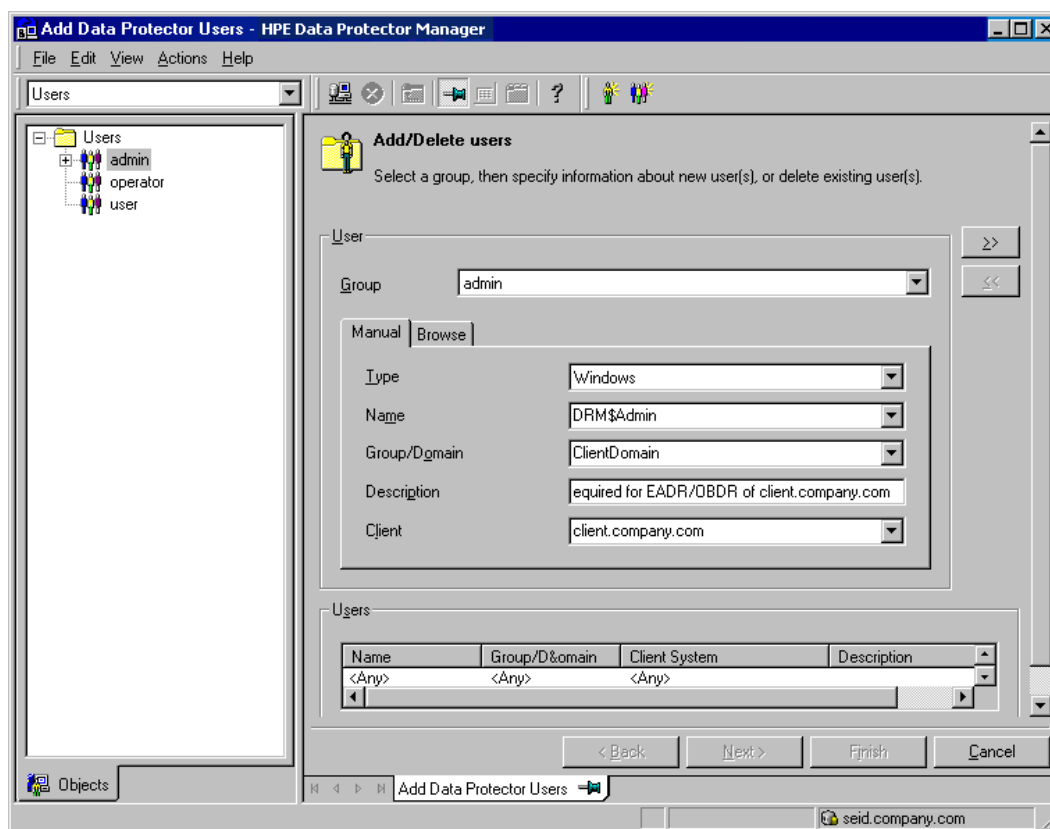 Add Data Protector Users - HPE Data Protector Manager
File Edit View Actions Help
Users
Users
admin
operator
user
Add/Delete users
Select a group, then specify information about new user(s), or delete existing user(s).
User
>>
Group admin
<<
Manual Browse
Type Windows
Name DRM$Admin
Group/Domain ClientDomain
Description equired for EADR/OBDR of client.company.com
Client client.company.com
Users
Name Group/D&omain Client System Description
<Any> <Any> <Any>
< Back Next > Finish Cancel
Objects
Add Data Protector Users
seid.company.com